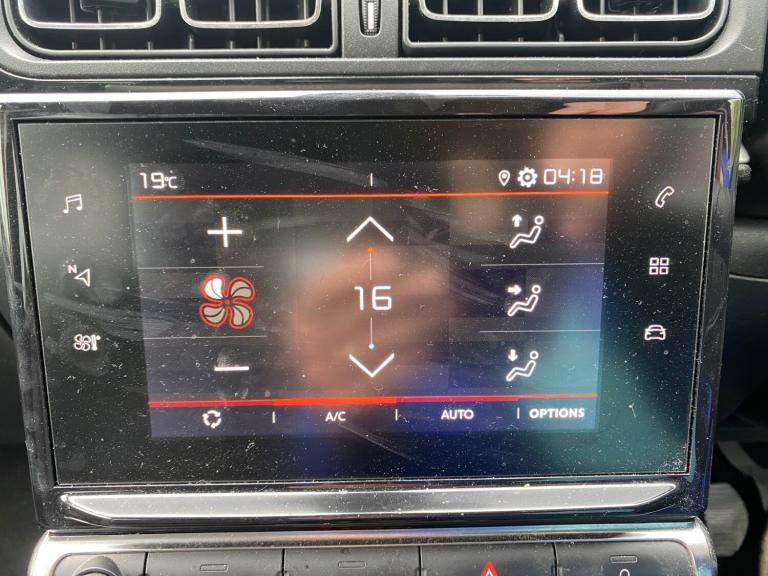 19°C 04:18
N
16
A/C AUTO OPTIONS